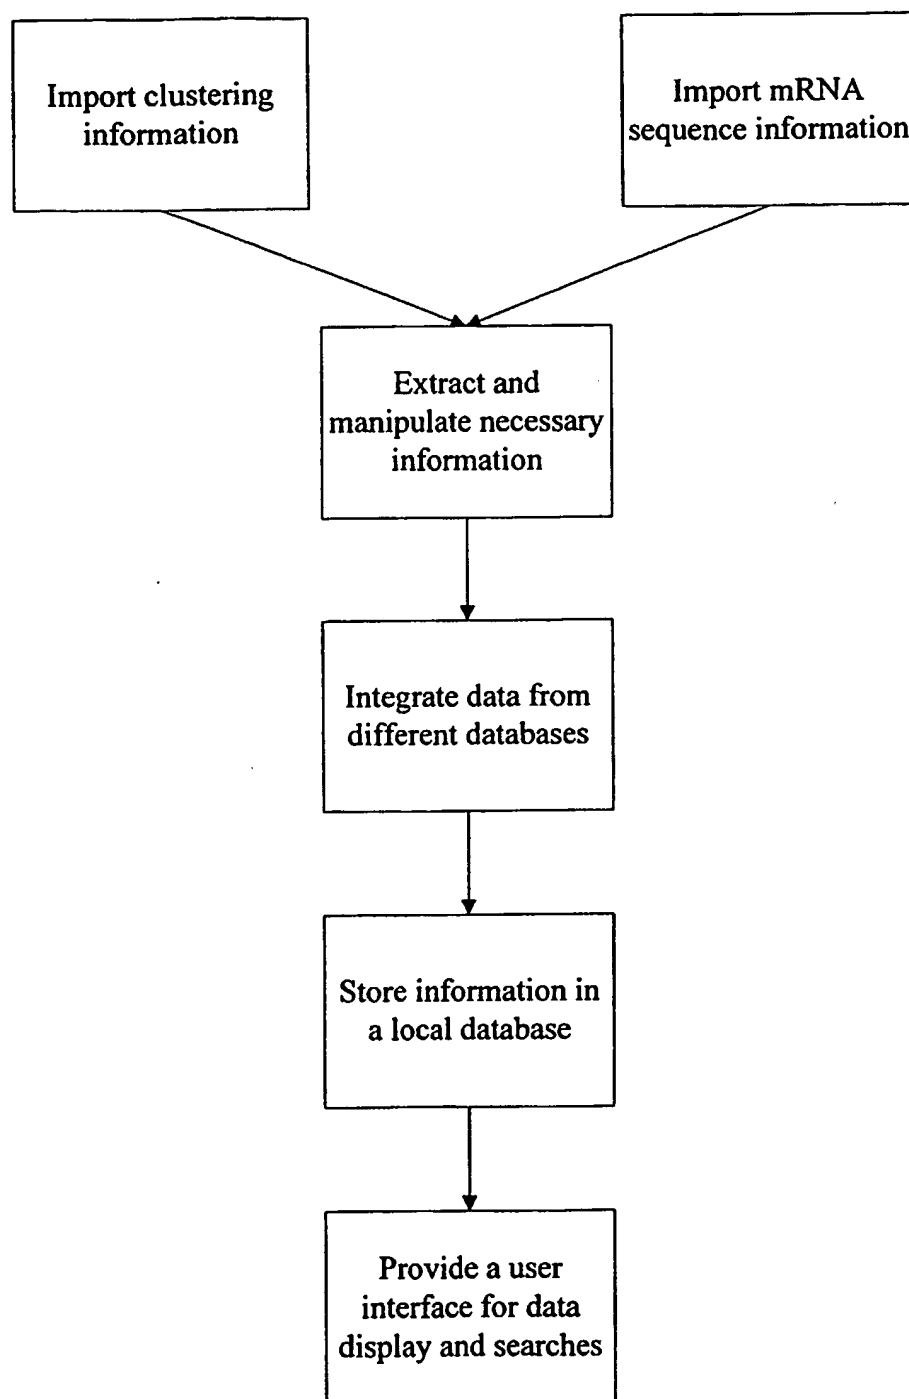 Import clustering
information
Import mRNA
sequence information
Extract and
manipulate necessary
information
Integrate data from
different databases
Store information in
a local database
Provide a user
interface for data
display and searches